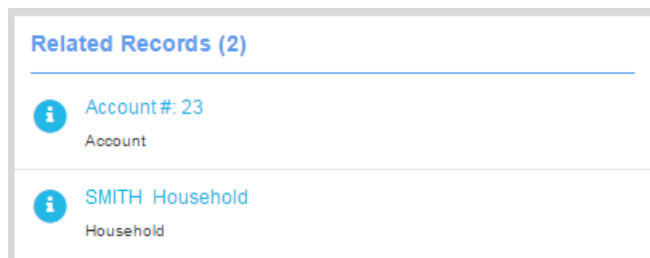 Related Records (2)
Account #: 23
Account
SMITH Household
Household